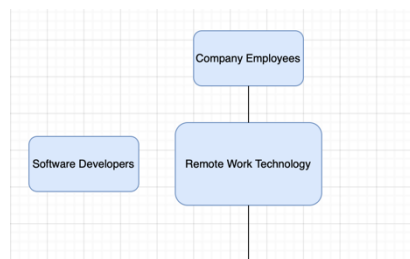 Company Employees
Software Developers
Remote Work Technology